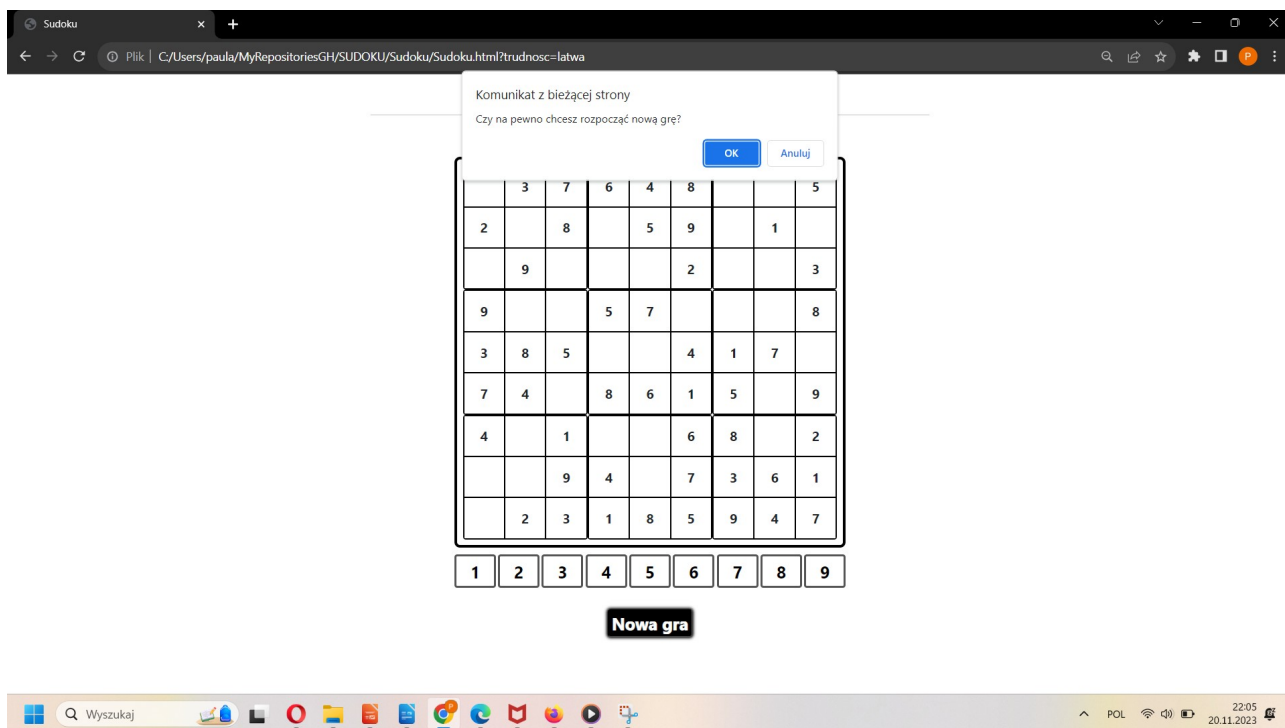 Sudoku
Plik C:/Users/paula/MyRepositoriesGH/SUDOKU/Sudoku/Sudoku.html?trudnosc=latwa
P
Komunikat z bieżącej strony
Czy na pewno chcesz rozpocząć nową grę?
OK Anuluj
3 7 6 4 8 5
2 8 5 9 1
9 2 3
9 5 7 8
3 8 5 4 1 7
7 4 8 6 1 5 9
4 1 6 8 2
9 4 7 3 6 1
2 3 1 8 5 9 4 7
1 2 3 4 5 6 7 8 9
Nowa gra
Wyszukaj
POL
22:05
20.11.2023